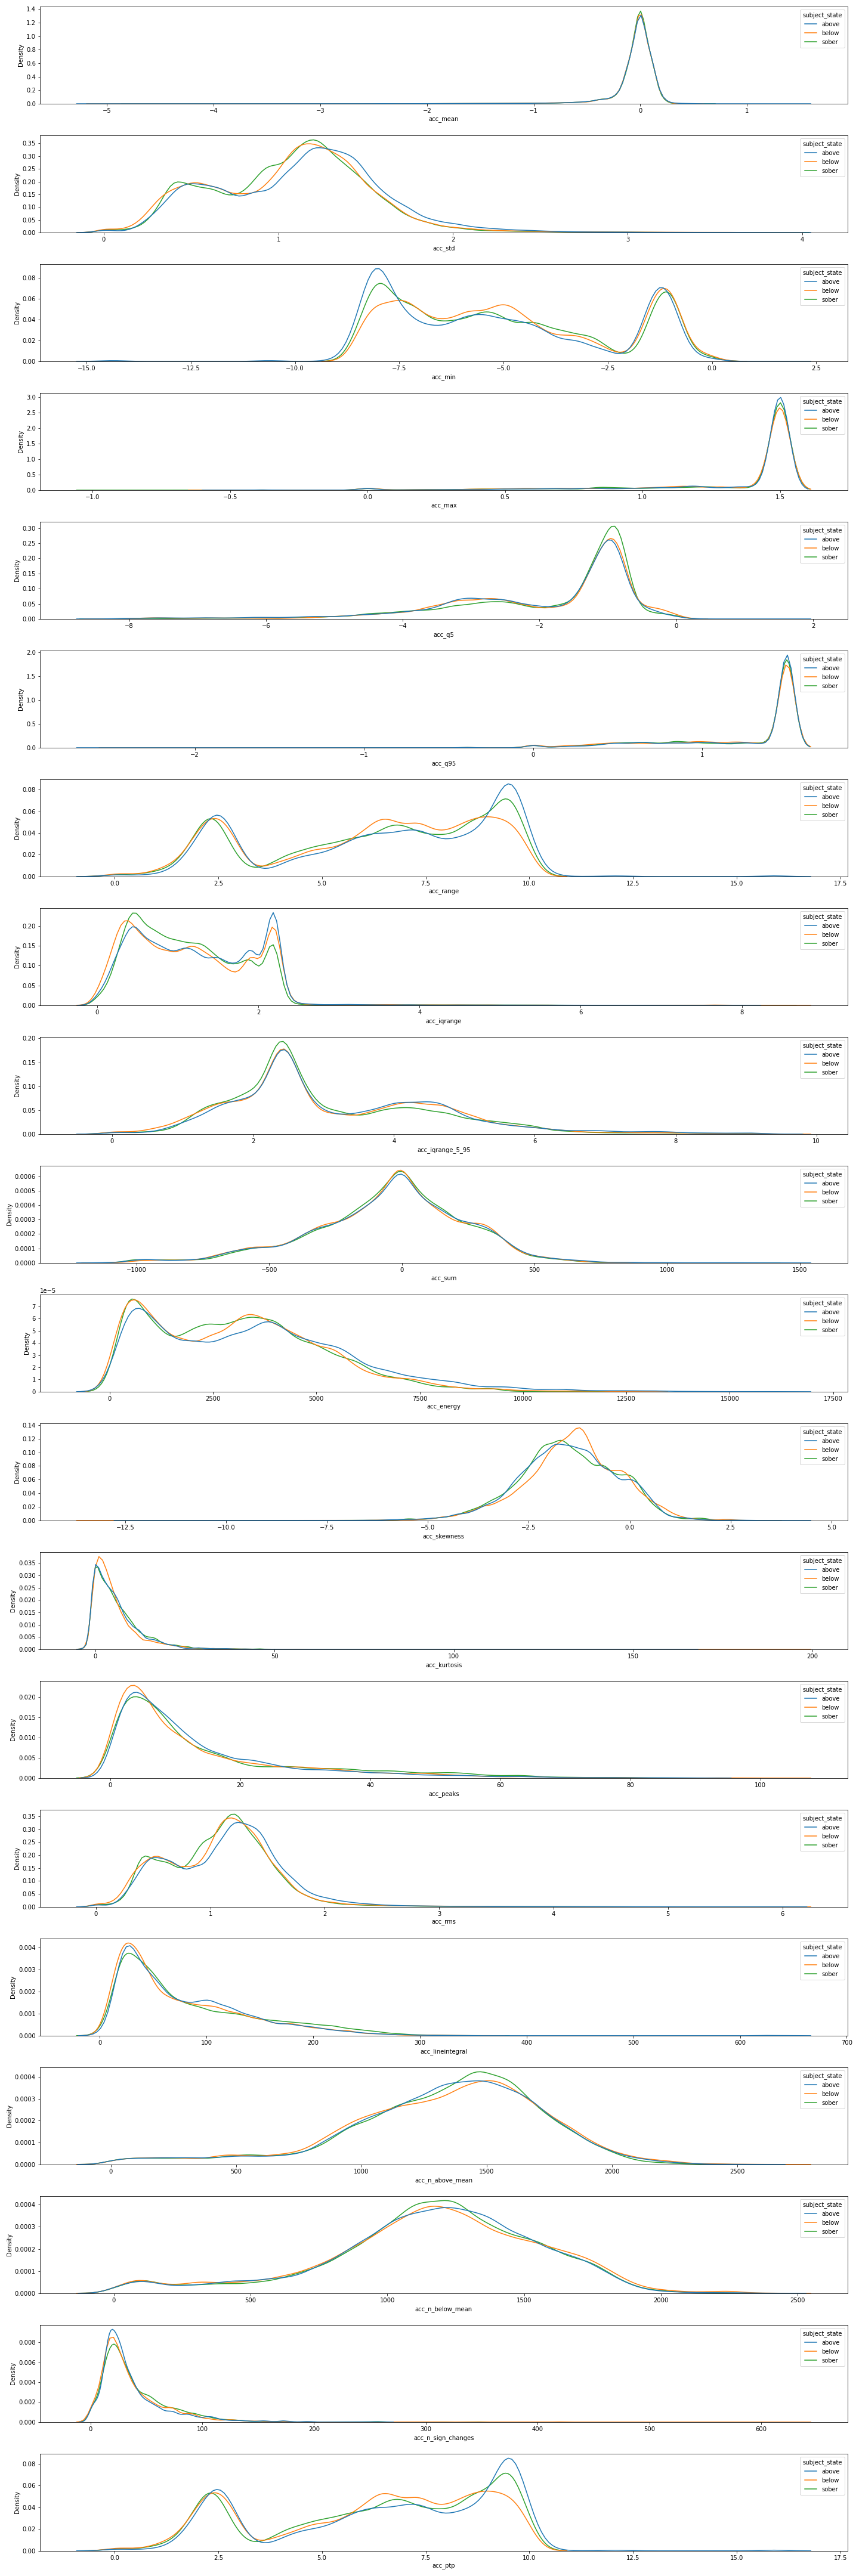 1.4
1.2
1.0
0.8
0.6
0.4
0.2
0.0
Density
subject_state
above
below
sober
−5 −4 −3 −2 −1 0 1
acc_mean
0.35
0.30
0.25
0.20
0.15
0.10
0.05
0.00
Density
subject_state
above
below
sober
0 1 2 3 4
acc_std
0.08
0.06
0.04
0.02
0.00
Density
subject_state
above
below
sober
−15.0 −12.5 −10.0 −7.5 −5.0 −2.5 0.0 2.5
acc_min
3.0
2.5
2.0
1.5
1.0
0.5
0.0
Density
subject_state
above
below
sober
−1.0 −0.5 0.0 0.5 1.0 1.5
acc_max
0.30
0.25
0.20
0.15
0.10
0.05
0.00
Density
subject_state
above
below
sober
−8 −6 −4 −2 0 2
acc_q5
2.0
1.5
1.0
0.5
0.0
Density
subject_state
above
below
sober
−2 −1 0 1
acc_q95
0.08
0.06
0.04
0.02
0.00
Density
subject_state
above
below
sober
0.0 2.5 5.0 7.5 10.0 12.5 15.0 17.5
acc_range
0.20
0.15
0.10
0.05
0.00
Density
subject_state
above
below
sober
0 2 4 6 8
acc_iqrange
0.20
0.15
0.10
0.05
0.00
Density
subject_state
above
below
sober
0 2 4 6 8 10
acc_iqrange_5_95
0.0006
0.0005
0.0004
0.0003
0.0002
0.0001
0.0000
Density
subject_state
above
below
sober
−1000 −500 0 500 1000 1500
acc_sum
1e−5
7
6
5
4
3
2
1
0
Density
subject_state
above
below
sober
0 2500 5000 7500 10000 12500 15000 17500
acc_energy
0.14
0.12
0.10
0.08
0.06
0.04
0.02
0.00
Density
subject_state
above
below
sober
−12.5 −10.0 −7.5 −5.0 −2.5 0.0 2.5 5.0
acc_skewness
0.035
0.030
0.025
0.020
0.015
0.010
0.005
0.000
Density
subject_state
above
below
sober
0 50 100 150 200
acc_kurtosis
0.020
0.015
0.010
0.005
0.000
Density
subject_state
above
below
sober
0 20 40 60 80 100
acc_peaks
0.35
0.30
0.25
0.20
0.15
0.10
0.05
0.00
Density
subject_state
above
below
sober
0 1 2 3 4 5 6
acc_rms
0.004
0.003
0.002
0.001
0.000
Density
subject_state
above
below
sober
0 100 200 300 400 500 600 700
acc_lineintegral
0.0004
0.0003
0.0002
0.0001
0.0000
Density
subject_state
above
below
sober
0 500 1000 1500 2000 2500
acc_n_above_mean
0.0004
0.0003
0.0002
0.0001
0.0000
Density
subject_state
above
below
sober
0 500 1000 1500 2000 2500
acc_n_below_mean
0.008
0.006
0.004
0.002
0.000
Density
subject_state
above
below
sober
0 100 200 300 400 500 600
acc_n_sign_changes
0.08
0.06
0.04
0.02
0.00
Density
subject_state
above
below
sober
0.0 2.5 5.0 7.5 10.0 12.5 15.0 17.5
acc_ptp